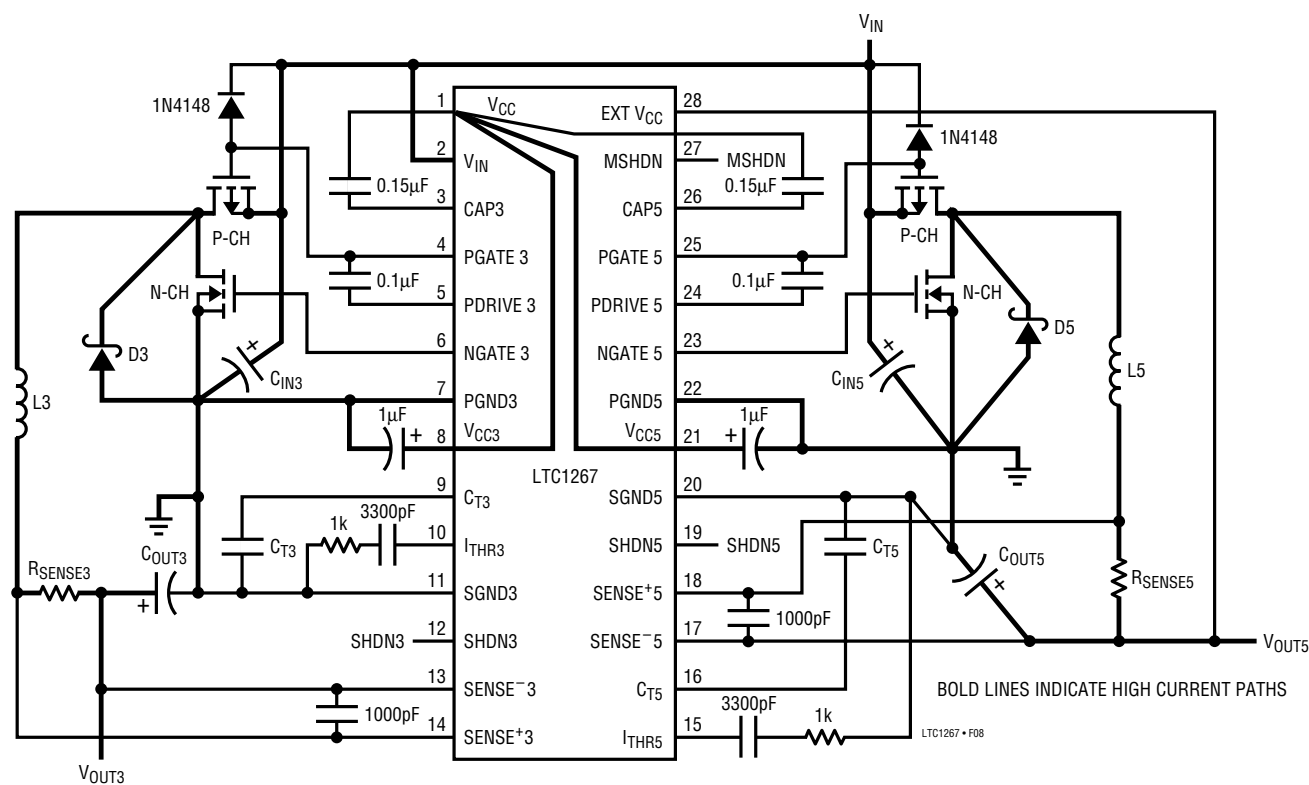 V_IN
1N4148
1
V_CC
EXT V_CC
28
1N4148
2
V_IN
MSHDN
27
MSHDN
0.15µF
0.15µF
3
CAP3
CAP5
26
P-CH
P-CH
4
PGATE 3
PGATE 5
25
0.1µF
0.1µF
N-CH
N-CH
5
PDRIVE 3
PDRIVE 5
24
D3
D5
6
NGATE 3
NGATE 5
23
+
C_IN3
+
C_IN5
L3
L5
7
PGND3
PGND5
22
1µF
+
8
V_CC3
V_CC5
21
1µF
+
LTC1267
9
C_T3
SGND5
20
3300pF
1k
10
I_THR3
SHDN5
19
SHDN5
C_OUT3
C_T3
C_T5
C_OUT5
+
R_SENSE3
+
R_SENSE5
11
SGND3
SENSE+5
18
1000pF
SHDN3
12
SHDN3
SENSE−5
17
V_OUT5
13
SENSE−3
C_T5
16
BOLD LINES INDICATE HIGH CURRENT PATHS
1000pF
3300pF
1k
14
SENSE+3
I_THR5
15
LTC1267 • F08
V_OUT3